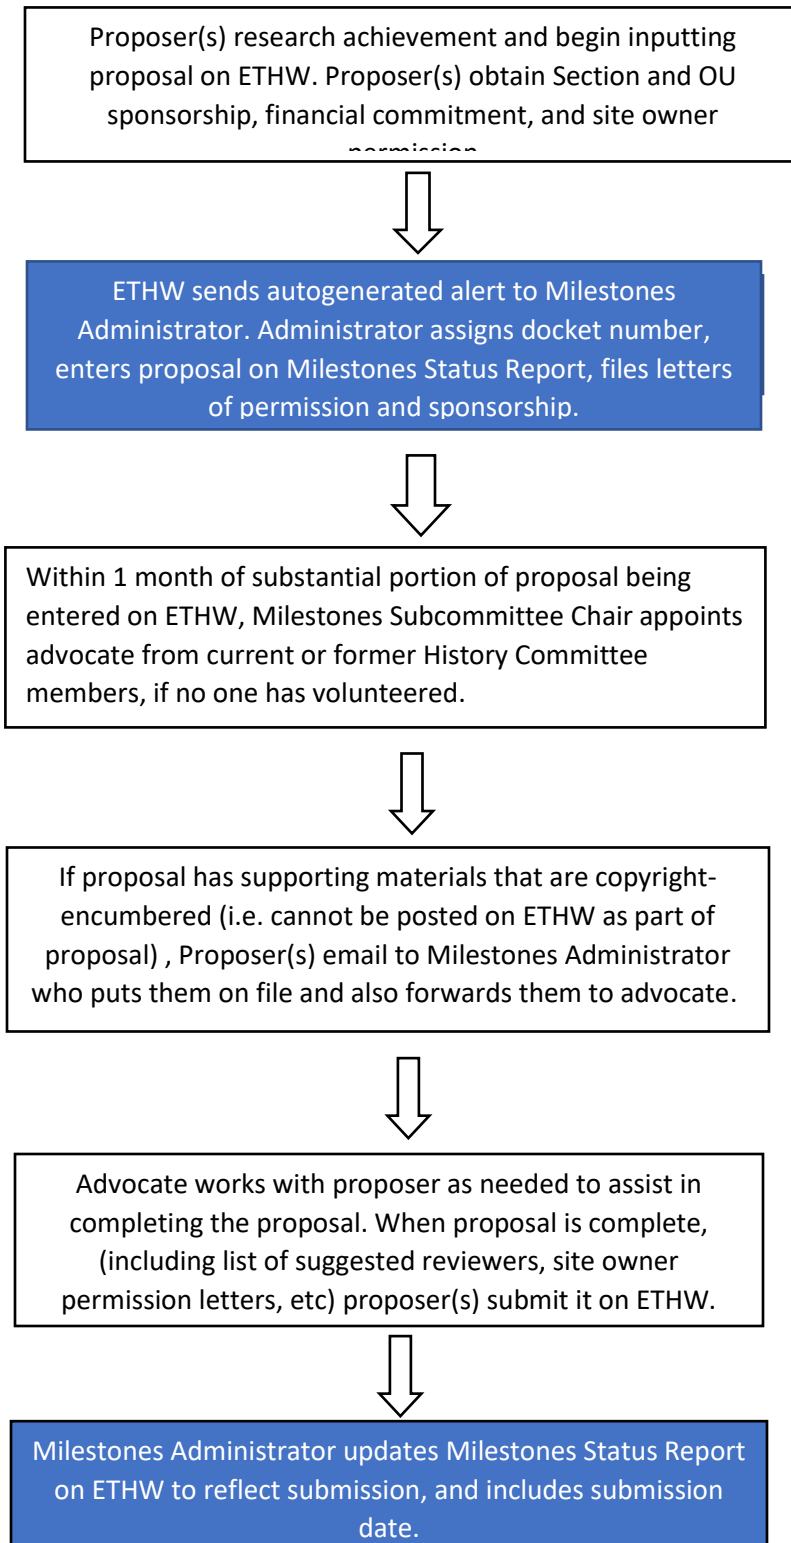 Proposer(s) research achievement and begin inputting
proposal on ETHW. Proposer(s) obtain Section and OU
sponsorship, financial commitment, and site owner
permission
ETHW sends autogenerated alert to Milestones
Administrator. Administrator assigns docket number,
enters proposal on Milestones Status Report, files letters
of permission and sponsorship.
Within 1 month of substantial portion of proposal being
entered on ETHW, Milestones Subcommittee Chair appoints
advocate from current or former History Committee
members, if no one has volunteered.
If proposal has supporting materials that are copyright-
encumbered (i.e. cannot be posted on ETHW as part of
proposal) , Proposer(s) email to Milestones Administrator
who puts them on file and also forwards them to advocate.
Advocate works with proposer as needed to assist in
completing the proposal. When proposal is complete,
(including list of suggested reviewers, site owner
permission letters, etc) proposer(s) submit it on ETHW.
Milestones Administrator updates Milestones Status Report
on ETHW to reflect submission, and includes submission
date.